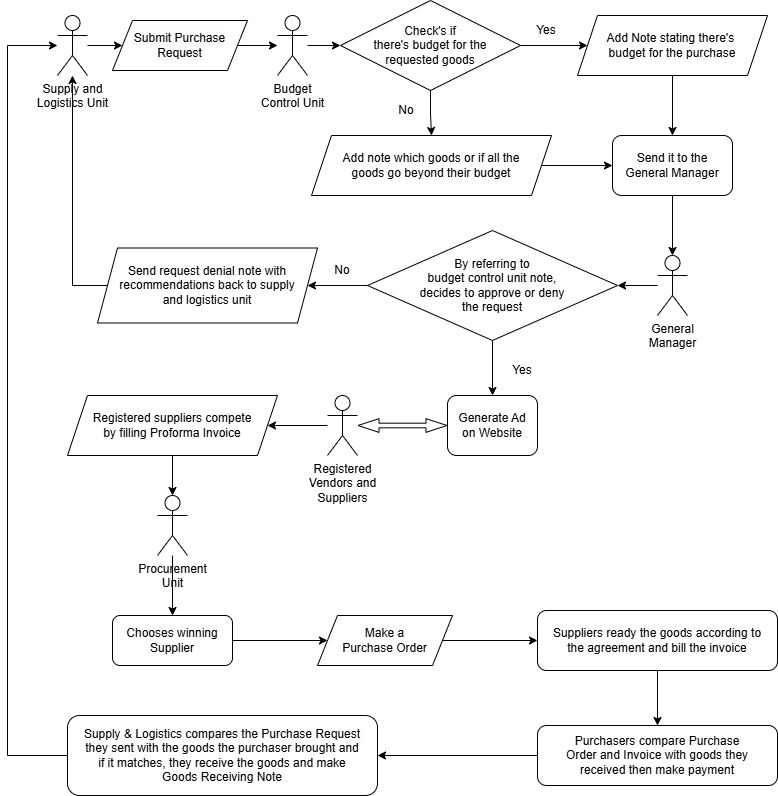 Submit Purchase
Request
Supply and
Logistics Unit
Budget
Control Unit
Check's if
there's budget for the
requested goods
Yes
Add Note stating there's
budget for the purchase
No
Add note which goods or if all the
goods go beyond their budget
Send it to the
General Manager
General
Manager
By referring to
budget control unit note,
decides to approve or deny
the request
No
Send request denial note with
recommendations back to supply
and logistics unit
Yes
Generate Ad
on Website
Registered
Vendors and
Suppliers
Registered suppliers compete
by filling Proforma Invoice
Procurement
Unit
Chooses winning
Supplier
Make a
Purchase Order
Suppliers ready the goods according to
the agreement and bill the invoice
Purchasers compare Purchase
Order and Invoice with goods they
received then make payment
Supply & Logistics compares the Purchase Request
they sent with the goods the purchaser brought and
if it matches, they receive the goods and make
Goods Receiving Note